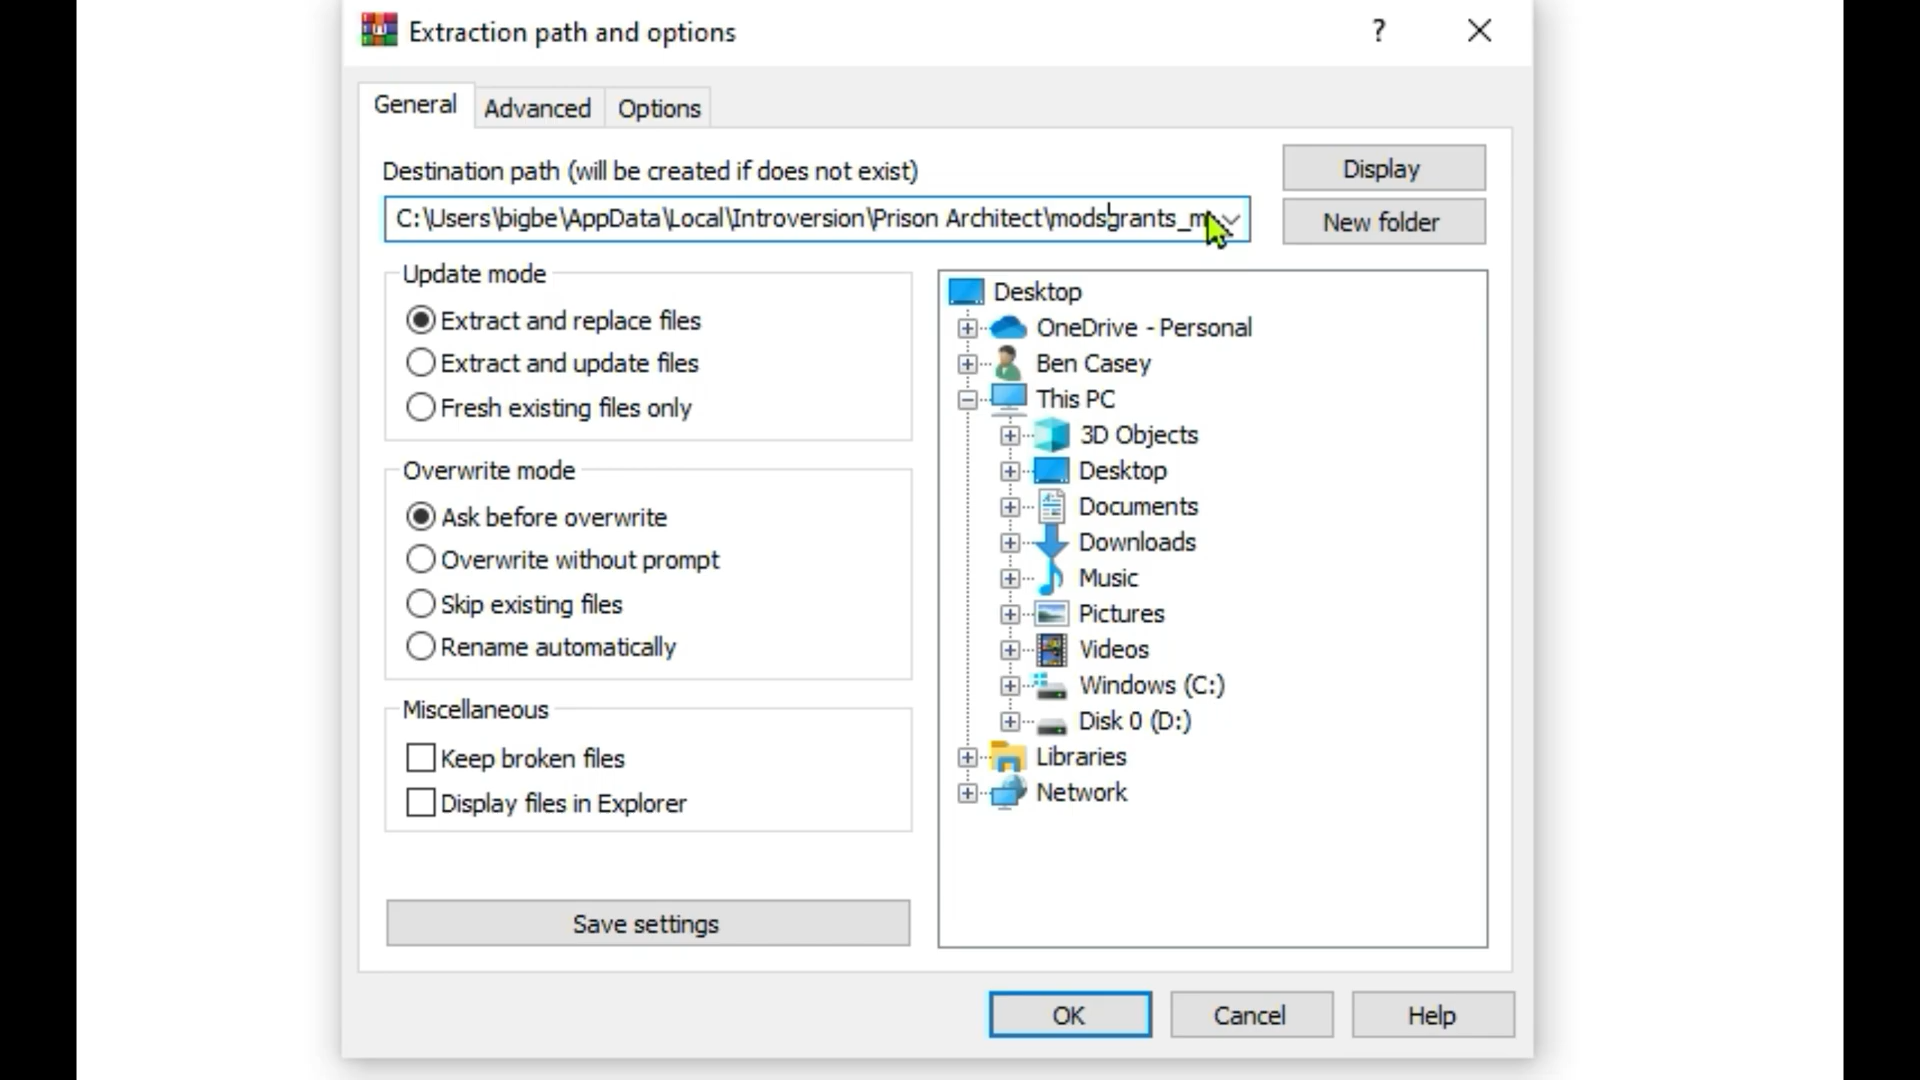 Extraction path and options
?
General
Advanced
Options
Destination path (will be created if does not exist)
Display
C:\Users\bigbe\AppData\Local\Introversion\Prison Architect\modsgrants_m
New folder
Update mode
Extract and replace files
Extract and update files
Fresh existing files only
Overwrite mode
Ask before overwrite
Overwrite without prompt
Skip existing files
Rename automatically
Miscellaneous
Keep broken files
Display files in Explorer
Save settings
Desktop
OneDrive - Personal
Ben Casey
This PC
3D Objects
Desktop
Documents
Downloads
Music
Pictures
Videos
Windows (C:)
Disk 0 (D:)
Libraries
Network
OK
Cancel
Help